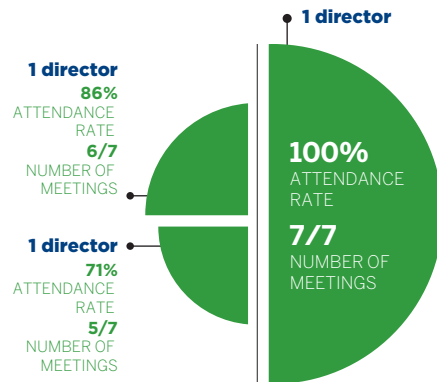 1 director
86%
ATTENDANCE
RATE
6/7
NUMBER OF
MEETINGS
1 director
71%
ATTENDANCE
RATE
5/7
NUMBER OF
MEETINGS
1 director
100%
ATTENDANCE
RATE
7/7
NUMBER OF
MEETINGS